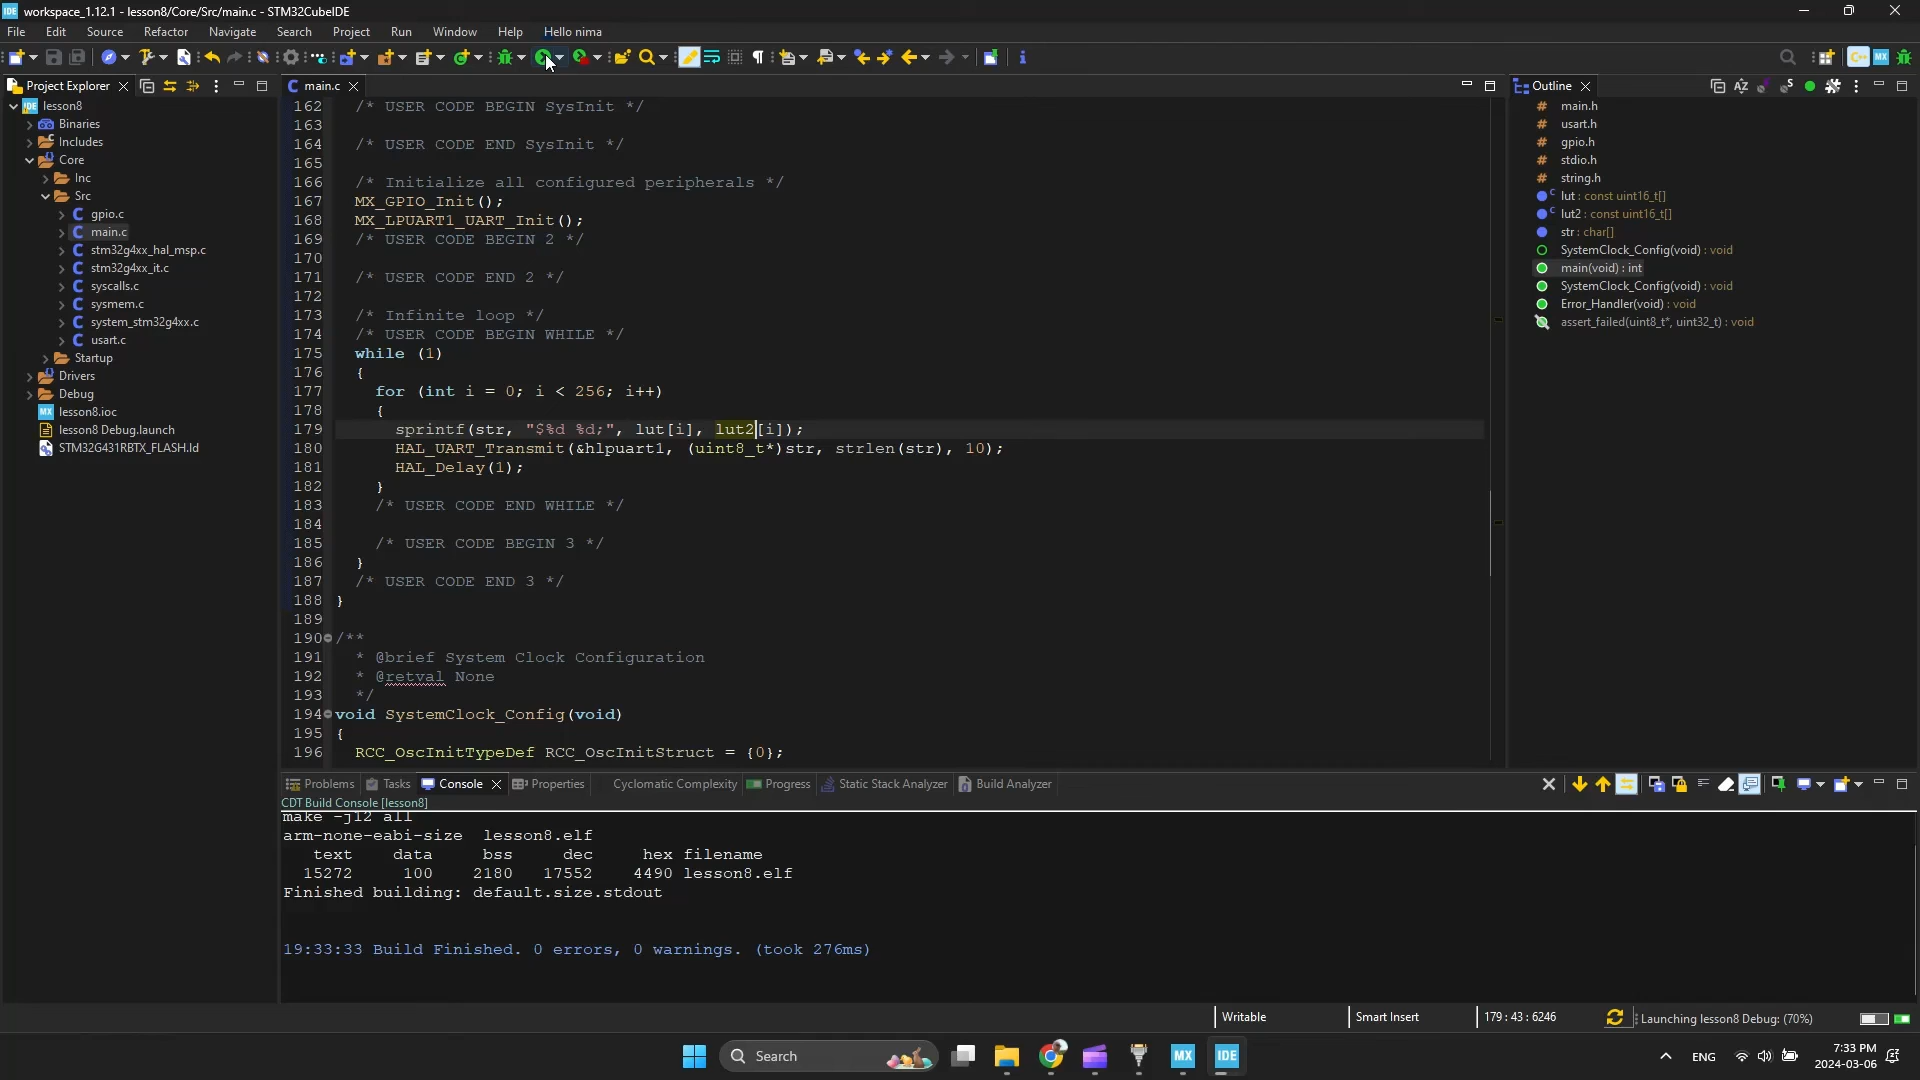 workspace_1.12.1 - lesson8/Core/Src/main.c - STM32CubeIDE
File Edit Source Refactor Navigate Search Project Run Window Help Hello nima
Project Explorer
lesson8
Binaries
Includes
Core
Inc
Src
gpio.c
main.c
stm32g4xx_hal_msp.c
stm32g4xx_it.c
syscalls.c
sysmem.c
system_stm32g4xx.c
usart.c
Startup
Drivers
Debug
lesson8.ioc
lesson8 Debug.launch
STM32G431RBTX_FLASH.ld
main.c
162 /* USER CODE BEGIN SysInit */
163
164 /* USER CODE END SysInit */
165
166 /* Initialize all configured peripherals */
167 MX_GPIO_Init();
168 MX_LPUART1_UART_Init();
169 /* USER CODE BEGIN 2 */
170
171 /* USER CODE END 2 */
172
173 /* Infinite loop */
174 /* USER CODE BEGIN WHILE */
175 while (1)
176 {
177 for (int i = 0; i < 256; i++)
178 {
179 sprintf(str, "$%d %d;", lut[i], lut2[i]);
180 HAL_UART_Transmit(&hlpuart1, (uint8_t*)str, strlen(str), 10);
181 HAL_Delay(1);
182 }
183 /* USER CODE END WHILE */
184
185 /* USER CODE BEGIN 3 */
186 }
187 /* USER CODE END 3 */
188 }
189
190 /**
191 * @brief System Clock Configuration
192 * @retval None
193 */
194 void SystemClock_Config(void)
195 {
196 RCC_OscInitTypeDef RCC_OscInitStruct = {0};
Outline
main.h
usart.h
gpio.h
stdio.h
string.h
lut : const uint16_t[]
lut2 : const uint16_t[]
str : char[]
SystemClock_Config(void) : void
main(void) : int
SystemClock_Config(void) : void
Error_Handler(void) : void
assert_failed(uint8_t*, uint32_t) : void
Problems Tasks Console Properties Cyclomatic Complexity Progress Static Stack Analyzer Build Analyzer
CDT Build Console [lesson8]
make -j12 all
arm-none-eabi-size lesson8.elf
text data bss dec hex filename
15272 100 2180 17552 4490 lesson8.elf
Finished building: default.size.stdout
19:33:33 Build Finished. 0 errors, 0 warnings. (took 276ms)
Writable Smart Insert 179 : 43 : 6246 Launching lesson8 Debug: (70%)
Search
MX IDE
ENG
7:33 PM
2024-03-06